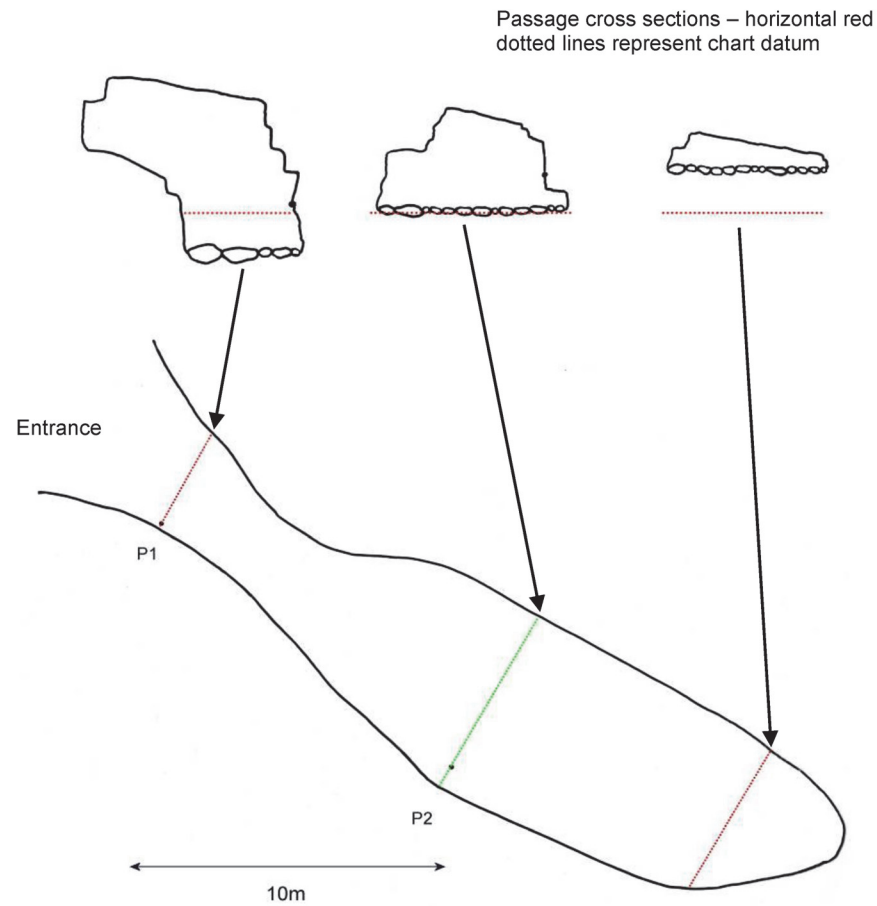 Passage cross sections – horizontal red
dotted lines represent chart datum
Entrance
P1
P2
10m